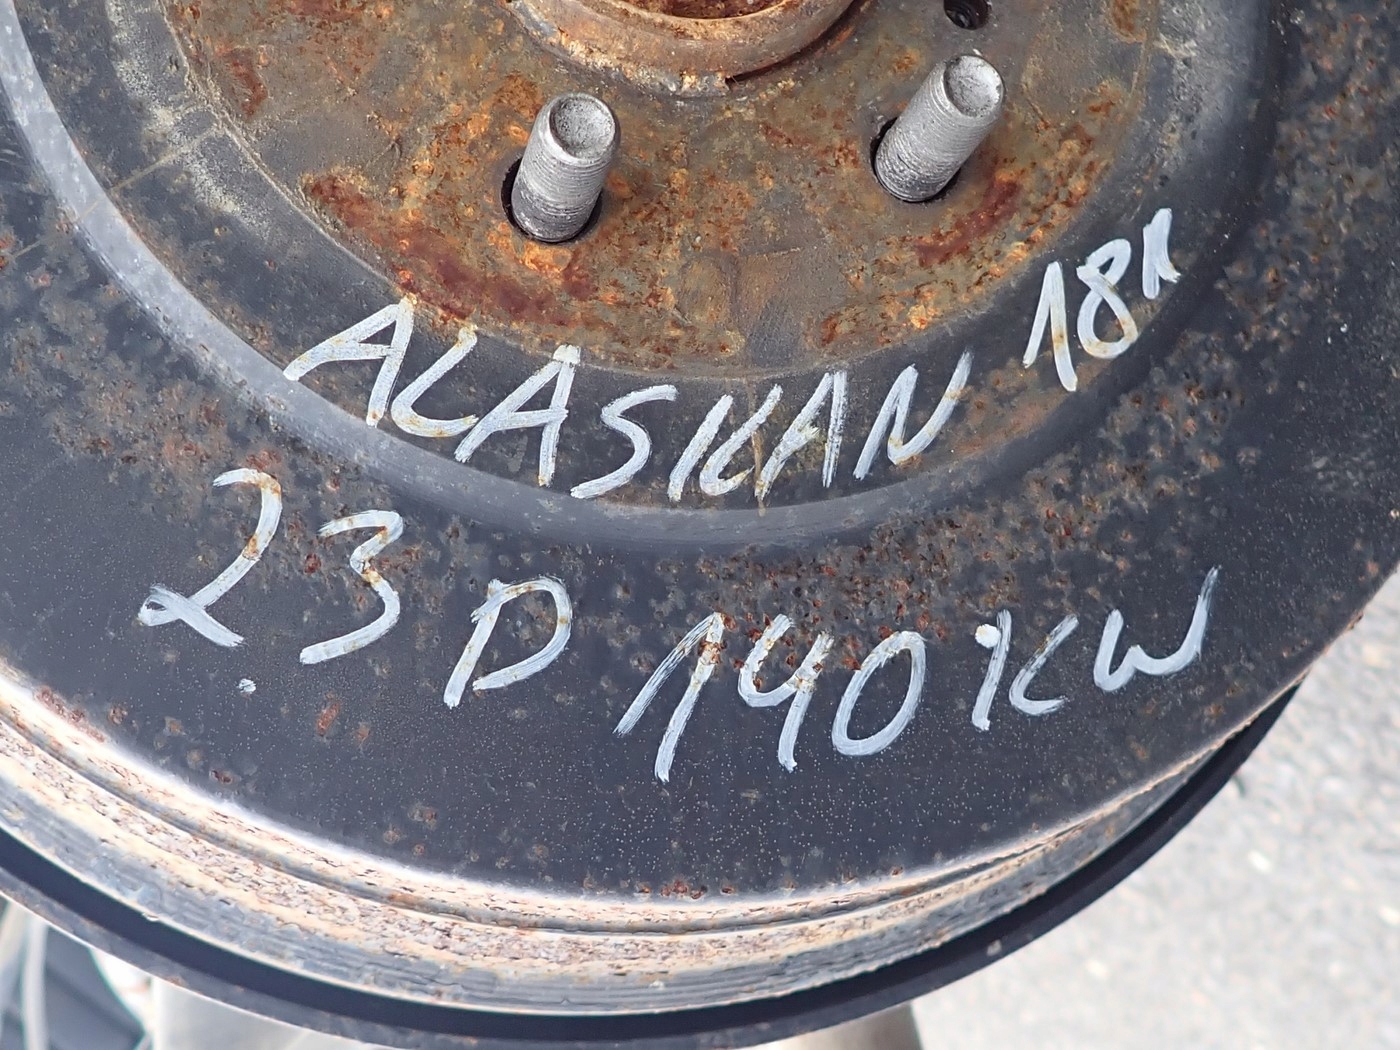 ALASKAN 18R
2.3 D 140 KW